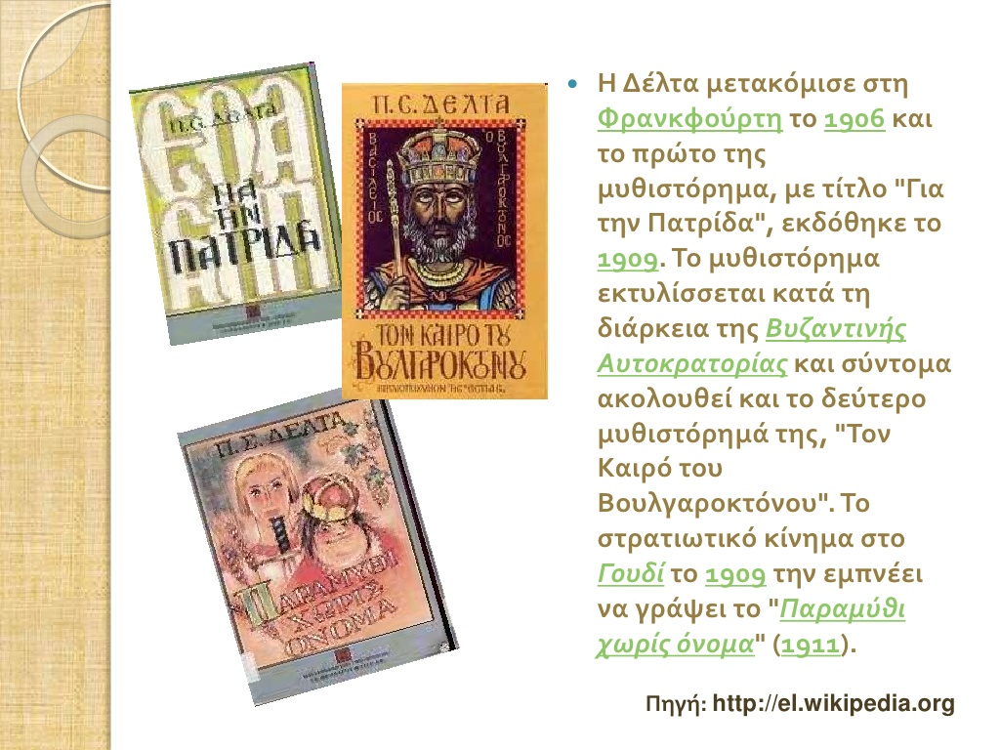 Π.С. ΔΕΛΤΑ
ΓΙΑ
ΤΗΝ
ΠΑΤΡΙΔΑ
Π.С. ΔΕΛΤΑ
ΒΑΣΙΛΕΙΟΣ
Ο ΒΟΥΛΓΑΡΟΚΤΟΝΟΣ
ΤΟΝ ΚΑΙΡΟ ΤΟΥ
ΒΟΥΛΓΑΡΟΚΤΟΝΟΥ
Π. Σ. ΔΕΛΤΑ
ΠΑΡΑΜΥΘΙ
ΧΩΡΙΣ
ΟΝΟΜΑ
• Η Δέλτα μετακόμισε στη
Φρανκφούρτη το 1906 και
το πρώτο της
μυθιστόρημα, με τίτλο "Για
την Πατρίδα", εκδόθηκε το
1909. Το μυθιστόρημα
εκτυλίσσεται κατά τη
διάρκεια της Βυζαντινής
Αυτοκρατορίας και σύντομα
ακολουθεί και το δεύτερο
μυθιστόρημά της, "Τον
Καιρό του
Βουλγαροκτόνου". Το
στρατιωτικό κίνημα στο
Γουδί το 1909 την εμπνέει
να γράψει το "Παραμύθι
χωρίς όνομα" (1911).
Πηγή: http://el.wikipedia.org